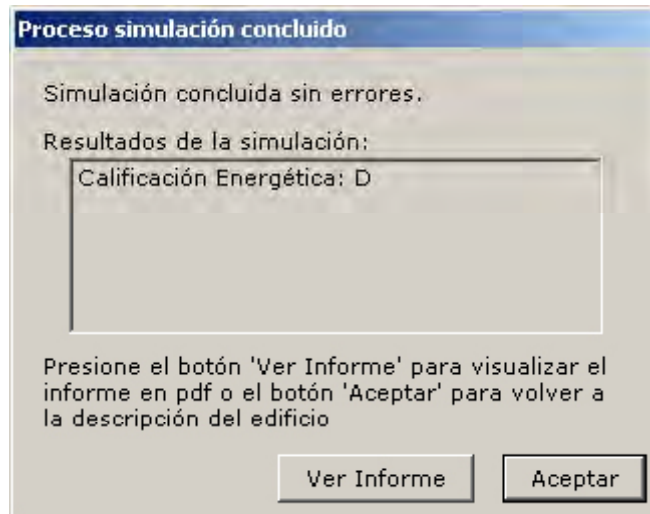 Proceso simulación concluido
Simulación concluida sin errores.
Resultados de la simulación:
Calificación Energética: D
Presione el botón 'Ver Informe' para visualizar el
informe en pdf o el botón 'Aceptar' para volver a
la descripción del edificio
Ver Informe
Aceptar